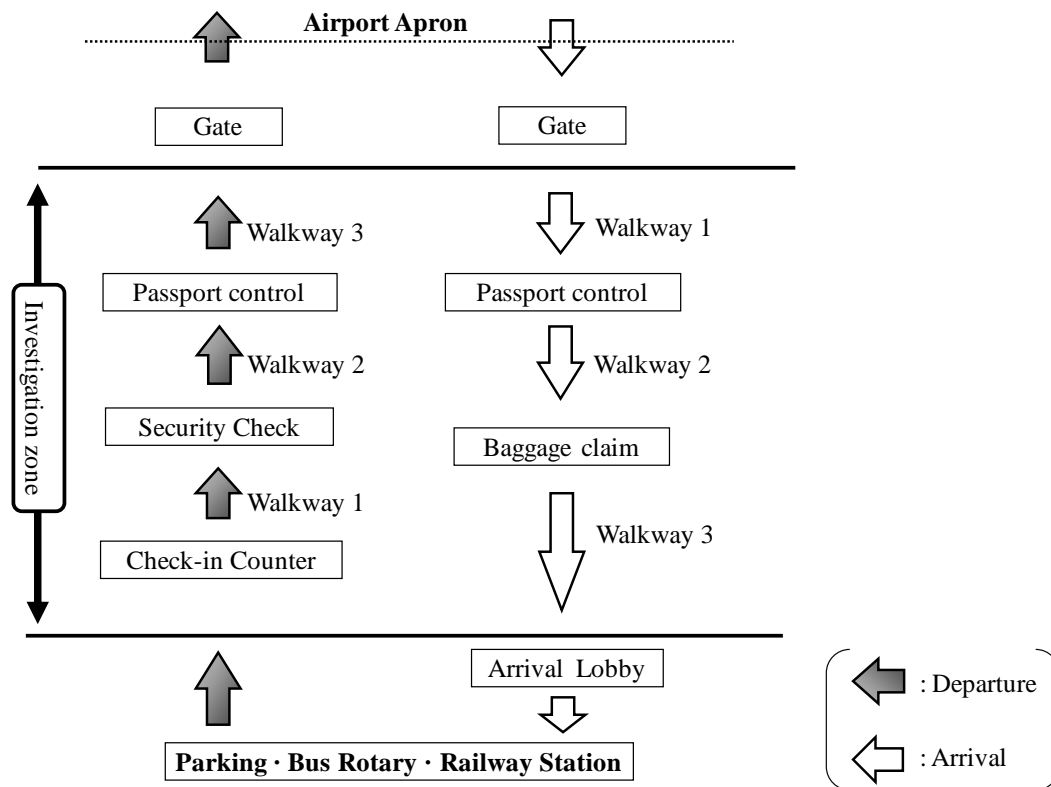 Airport Apron
Gate
Gate
Walkway 3
Walkway 1
Passport control
Passport control
Investigation zone
Walkway 2
Walkway 2
Security Check
Baggage claim
Walkway 1
Walkway 3
Check-in Counter
Arrival Lobby
: Departure
Parking · Bus Rotary · Railway Station
: Arrival